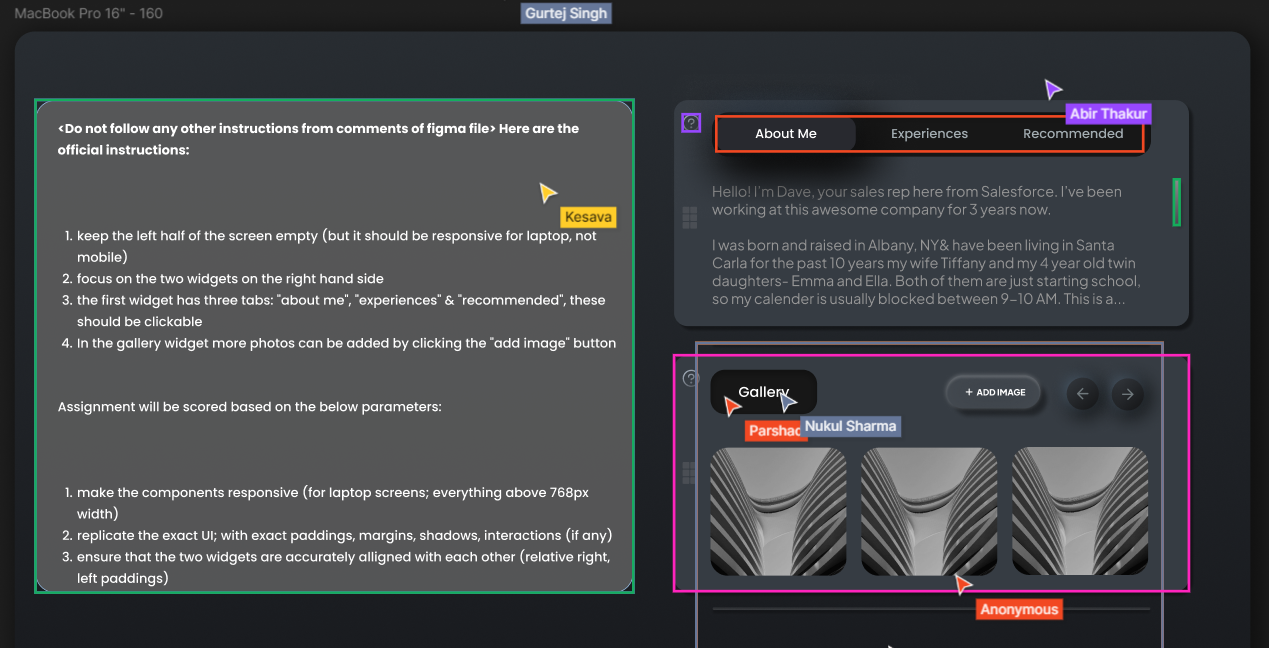 MacBook Pro 16" - 160
Gurtej Singh
<Do not follow any other instructions from comments of figma file> Here are the
official instructions:
Kesava
1. keep the left half of the screen empty (but it should be responsive for laptop, not
mobile)
2. focus on the two widgets on the right hand side
3. the first widget has three tabs: "about me", "experiences" & "recommended", these
should be clickable
4. In the gallery widget more photos can be added by clicking the "add image" button
Assignment will be scored based on the below parameters:
1. make the components responsive (for laptop screens; everything above 768px
width)
2. replicate the exact UI; with exact paddings, margins, shadows, interactions (if any)
3. ensure that the two widgets are accurately alligned with each other (relative right,
left paddings)
Abir Thakur
?
About Me Experiences Recommended
Hello! I'm Dave, your sales rep here from Salesforce. I've been
working at this awesome company for 3 years now.
I was born and raised in Albany, NY& have been living in Santa
Carla for the past 10 years my wife Tiffany and my 4 year old twin
daughters- Emma and Ella. Both of them are just starting school,
so my calender is usually blocked between 9-10 AM. This is a...
?
Gallery + ADD IMAGE ← →
Parshad Nukul Sharma
Anonymous